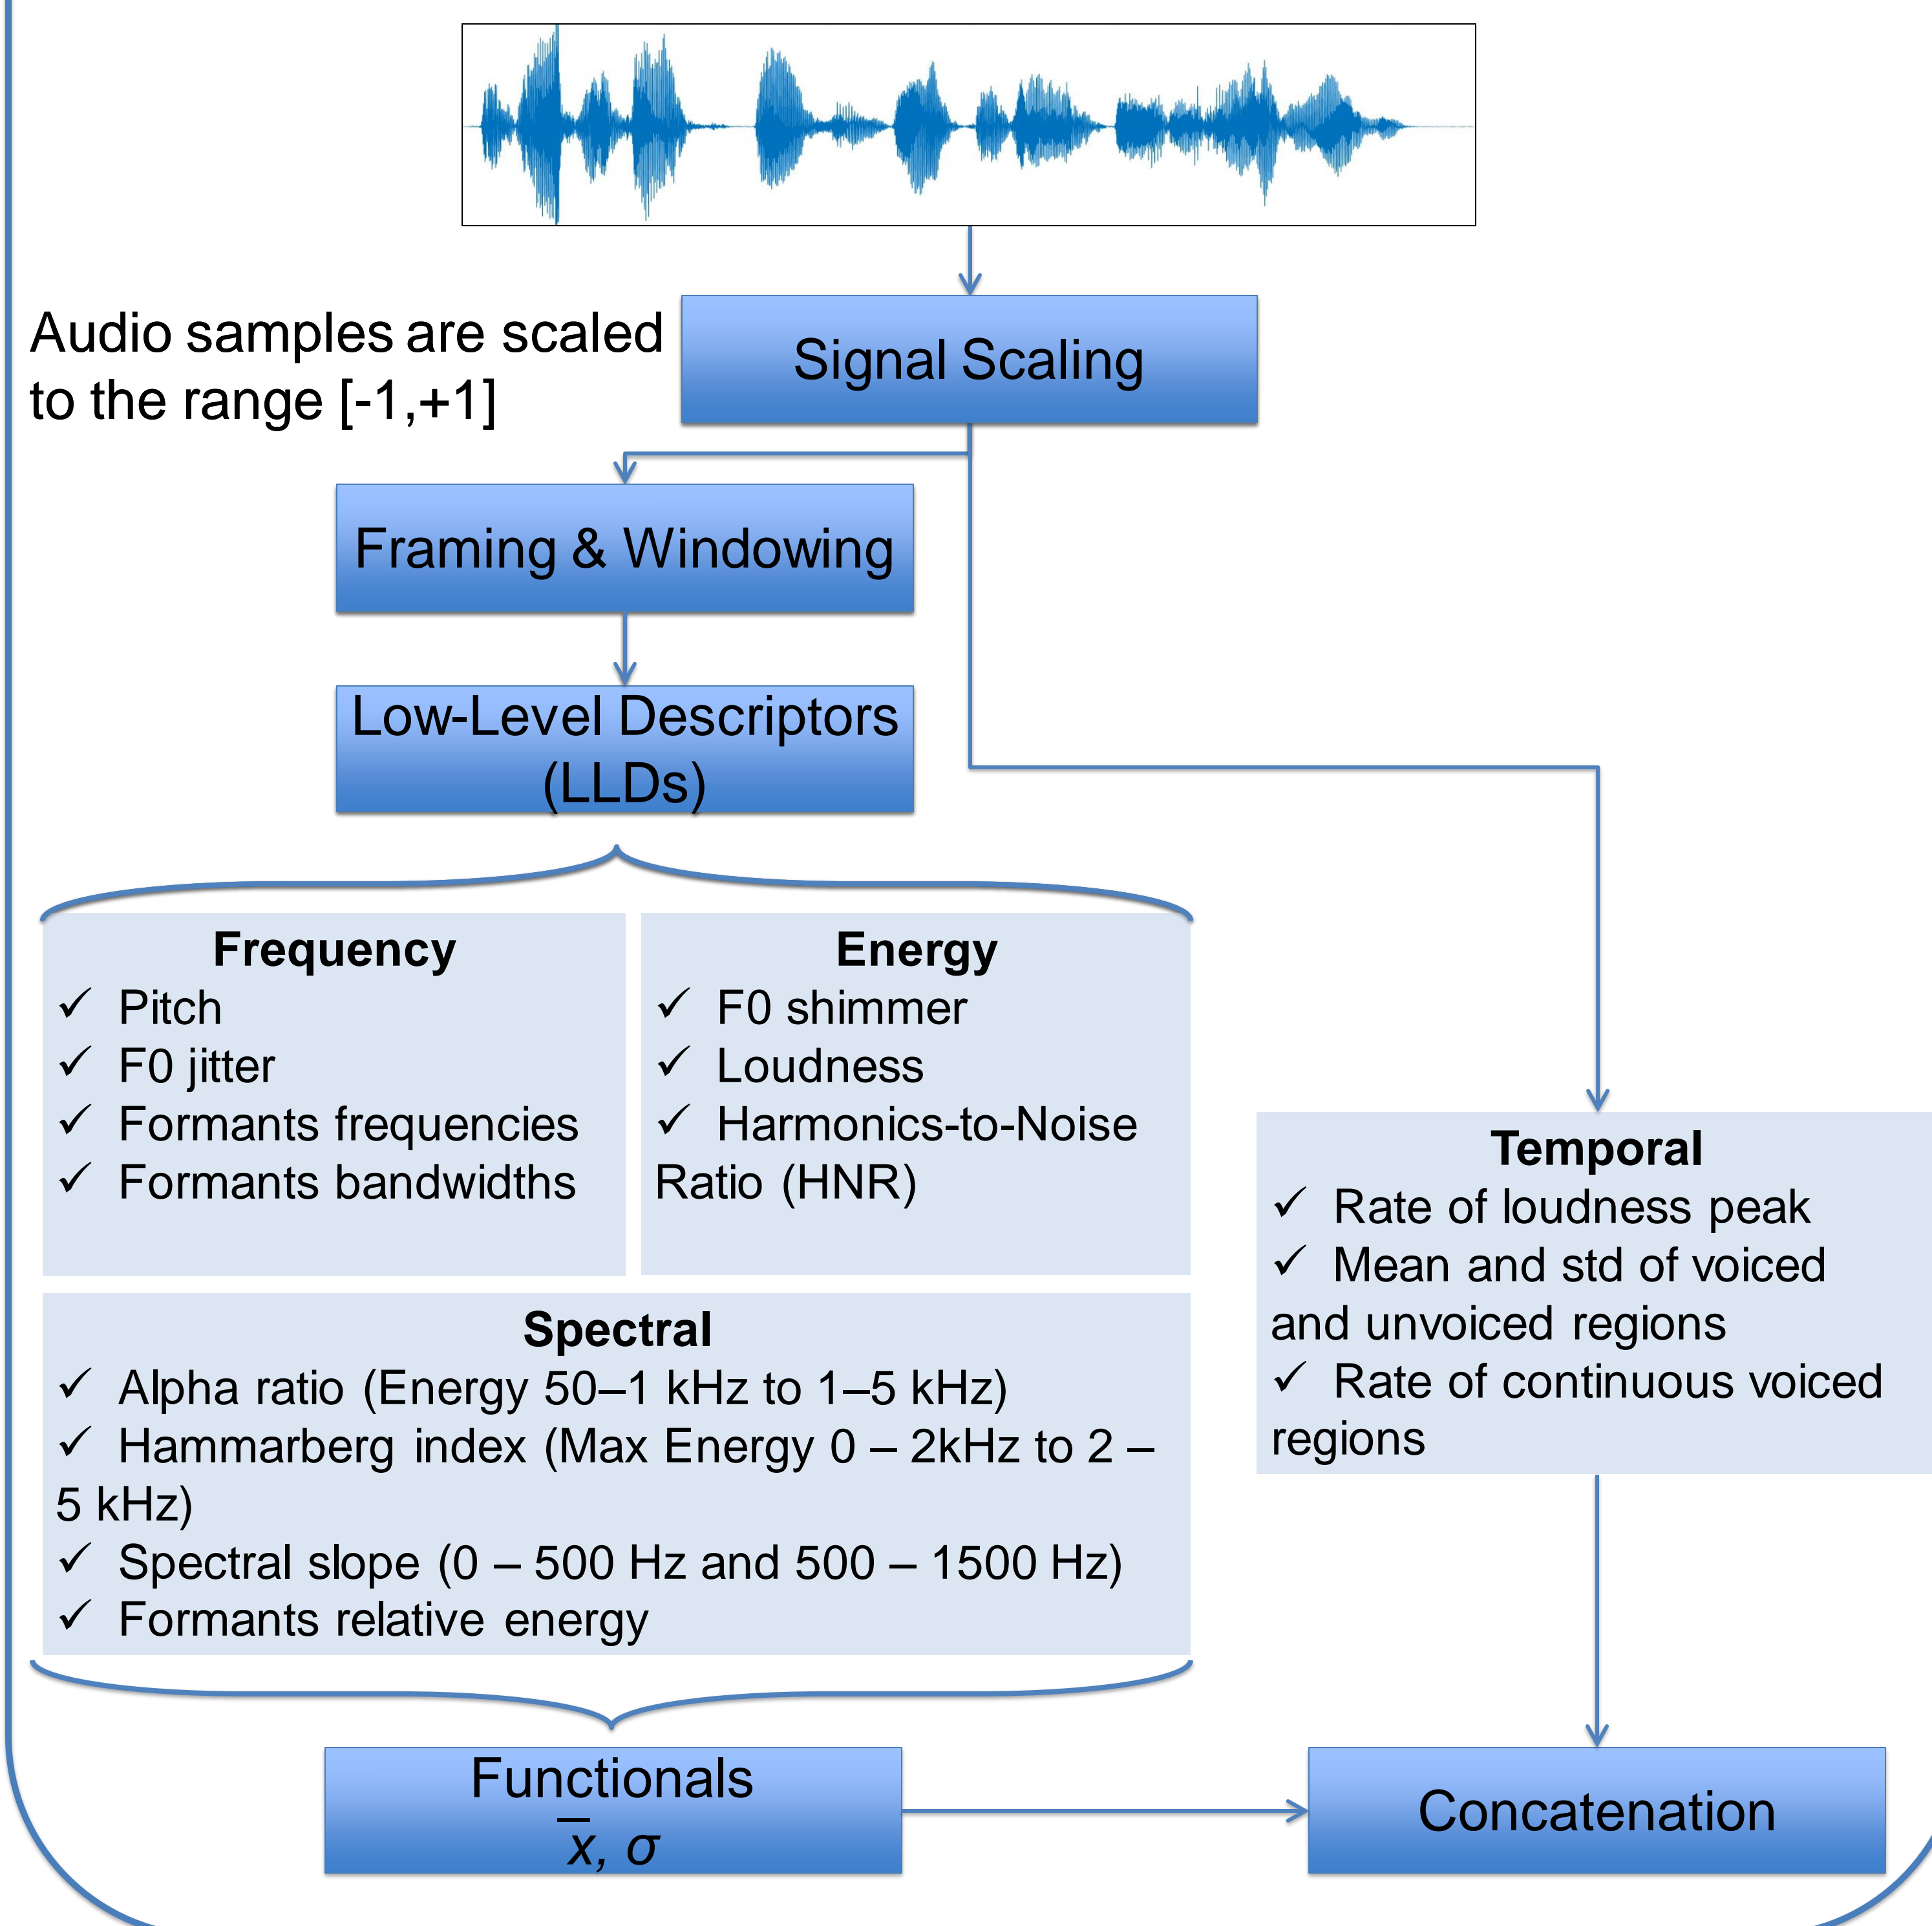 Audio samples are scaled
to the range [-1,+1]
Signal Scaling
Framing & Windowing
Low-Level Descriptors
(LLDs)
Frequency
✓ Pitch
✓ F0 jitter
✓ Formants frequencies
✓ Formants bandwidths
Energy
✓ F0 shimmer
✓ Loudness
✓ Harmonics-to-Noise
Ratio (HNR)
Temporal
✓ Rate of loudness peak
✓ Mean and std of voiced
and unvoiced regions
✓ Rate of continuous voiced
regions
Spectral
✓ Alpha ratio (Energy 50–1 kHz to 1–5 kHz)
✓ Hammarberg index (Max Energy 0 – 2kHz to 2 –
5 kHz)
✓ Spectral slope (0 – 500 Hz and 500 – 1500 Hz)
✓ Formants relative energy
Functionals
x̅, σ
Concatenation